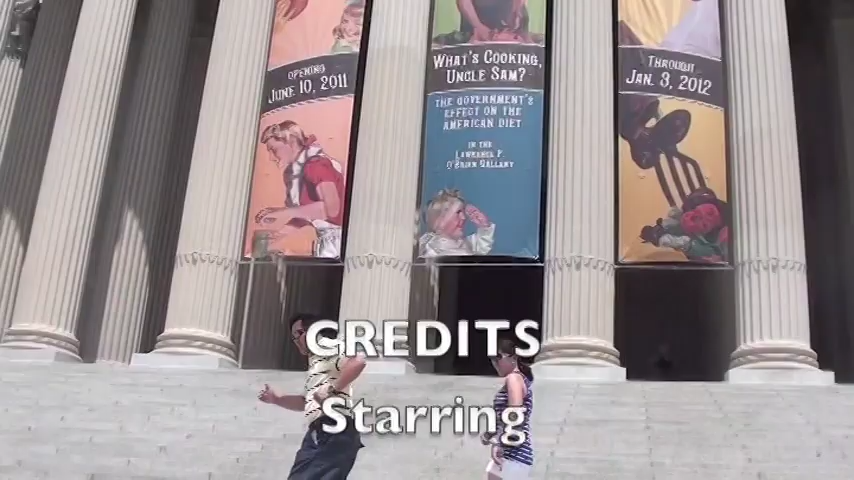 OPENING
JUNE 10, 2011
WHAT'S COOKING,
UNCLE SAM?
THE GOVERNMENT'S
EFFECT ON THE
AMERICAN DIET
IN THE
LAWRENCE F.
O'BRIEN GALLERY
THROUGH
JAN. 3, 2012
CREDITS
Starring